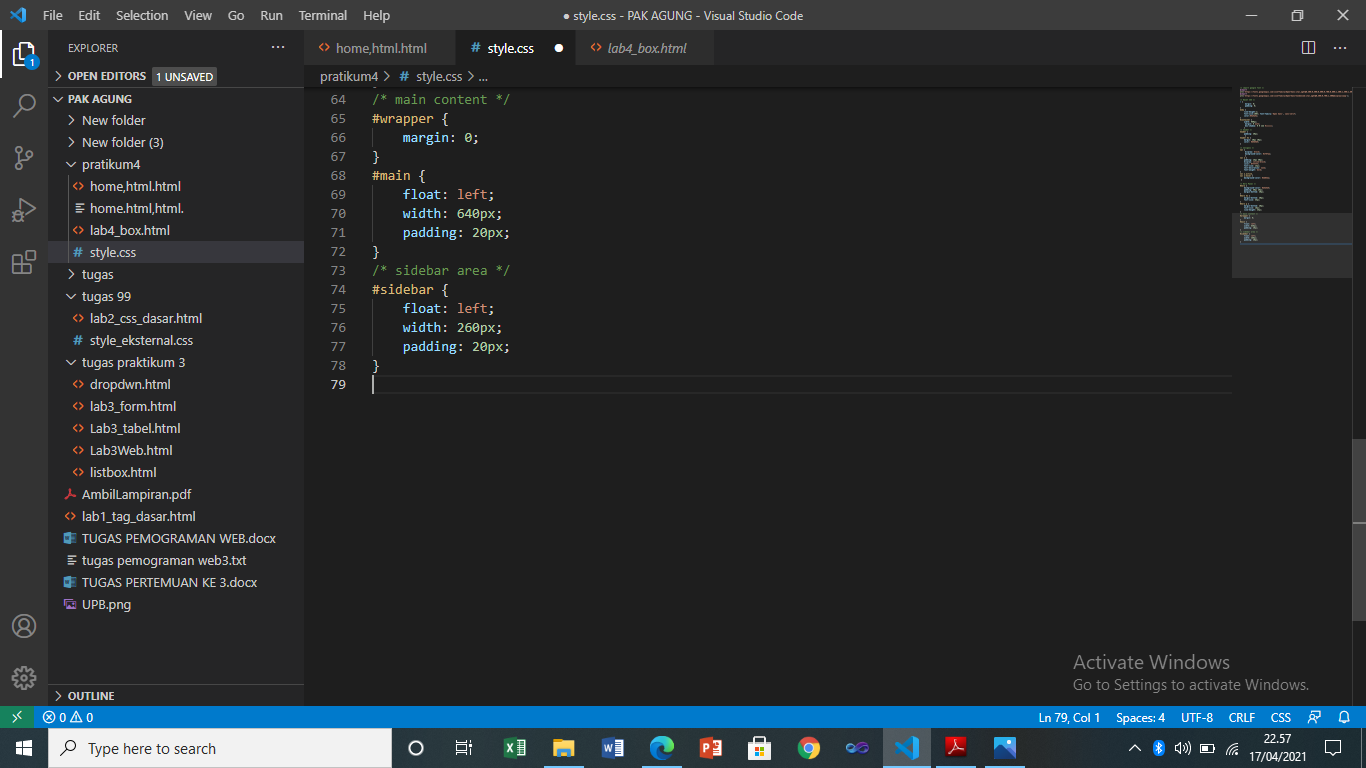 File Edit Selection View Go Run Terminal Help
● style.css - PAK AGUNG - Visual Studio Code
EXPLORER
OPEN EDITORS 1 UNSAVED
PAK AGUNG
New folder
New folder (3)
pratikum4
home,html.html
home.html,html.
lab4_box.html
style.css
tugas
tugas 99
lab2_css_dasar.html
style_eksternal.css
tugas praktikum 3
dropdwn.html
lab3_form.html
Lab3_tabel.html
Lab3Web.html
listbox.html
AmbilLampiran.pdf
lab1_tag_dasar.html
TUGAS PEMOGRAMAN WEB.docx
tugas pemograman web3.txt
TUGAS PERTEMUAN KE 3.docx
UPB.png
OUTLINE
home,html.html # style.css lab4_box.html
pratikum4 > # style.css > ...
64 /* main content */
65 #wrapper {
66 margin: 0;
67 }
68 #main {
69 float: left;
70 width: 640px;
71 padding: 20px;
72 }
73 /* sidebar area */
74 #sidebar {
75 float: left;
76 width: 260px;
77 padding: 20px;
78 }
79
Activate Windows
Go to Settings to activate Windows.
0 0 Ln 79, Col 1 Spaces: 4 UTF-8 CRLF CSS
Type here to search
22.57
17/04/2021